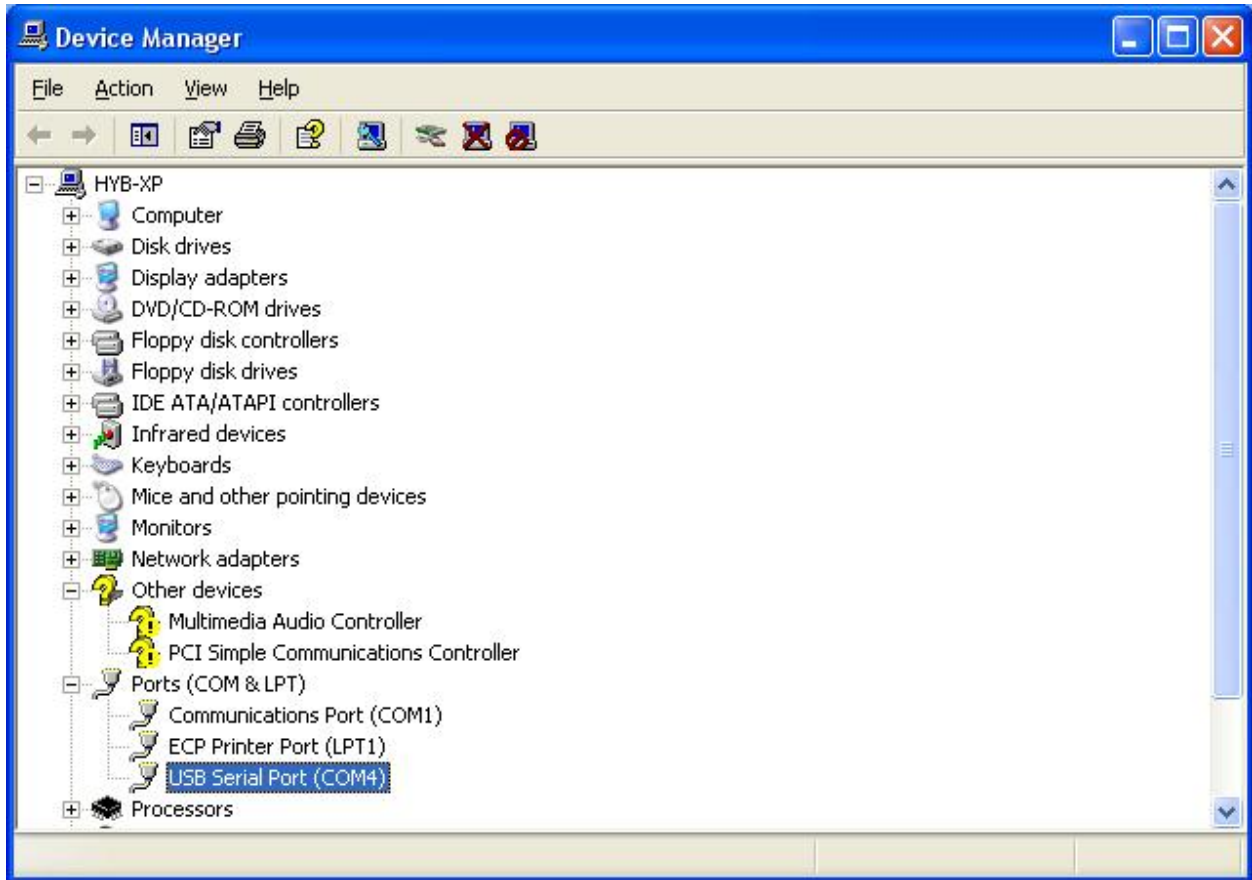 Device Manager
File Action View Help
HYB-XP
Computer
Disk drives
Display adapters
DVD/CD-ROM drives
Floppy disk controllers
Floppy disk drives
IDE ATA/ATAPI controllers
Infrared devices
Keyboards
Mice and other pointing devices
Monitors
Network adapters
Other devices
Multimedia Audio Controller
PCI Simple Communications Controller
Ports (COM & LPT)
Communications Port (COM1)
ECP Printer Port (LPT1)
USB Serial Port (COM4)
Processors